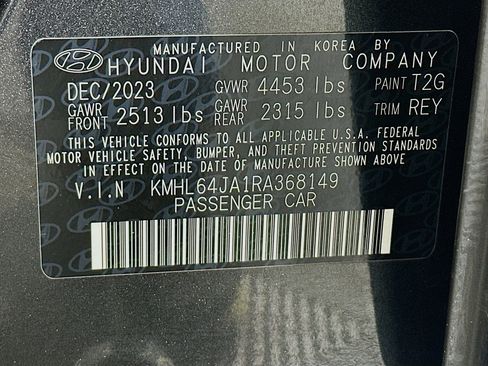 MANUFACTURED IN KOREA BY
HYUNDAI MOTOR COMPANY
DEC/2023 GVWR 4453 lbs PAINT T2G
GAWR FRONT 2513 lbs GAWR REAR 2315 lbs TRIM REY
THIS VEHICLE CONFORMS TO ALL APPLICABLE U.S.A. FEDERAL
MOTOR VEHICLE SAFETY, BUMPER, AND THEFT PREVENTION STANDARDS
IN EFFECT ON THE DATE OF MANUFACTURE SHOWN ABOVE.
V.I.N KMHL64JA1RA368149
PASSENGER CAR